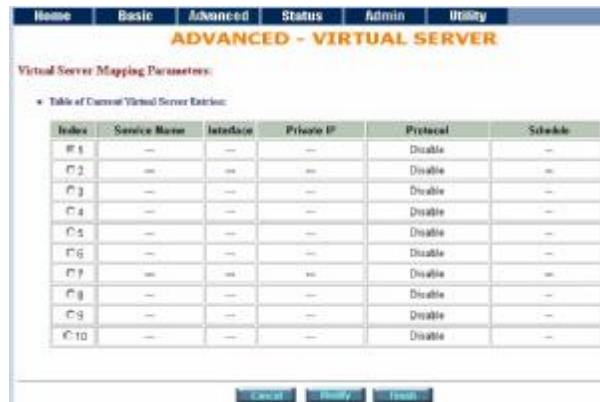 Home Basic Advanced Status Admin Utility
ADVANCED - VIRTUAL SERVER
Virtual Server Mapping Parameters:
Table of Current Virtual Server Entries:
Index Service Name Interface Private IP Protocol Schedule
1 --- --- --- Disable ---
2 --- --- --- Disable ---
3 --- --- --- Disable ---
4 --- --- --- Disable ---
5 --- --- --- Disable ---
6 --- --- --- Disable ---
7 --- --- --- Disable ---
8 --- --- --- Disable ---
9 --- --- --- Disable ---
10 --- --- --- Disable ---
Cancel Modify Finish